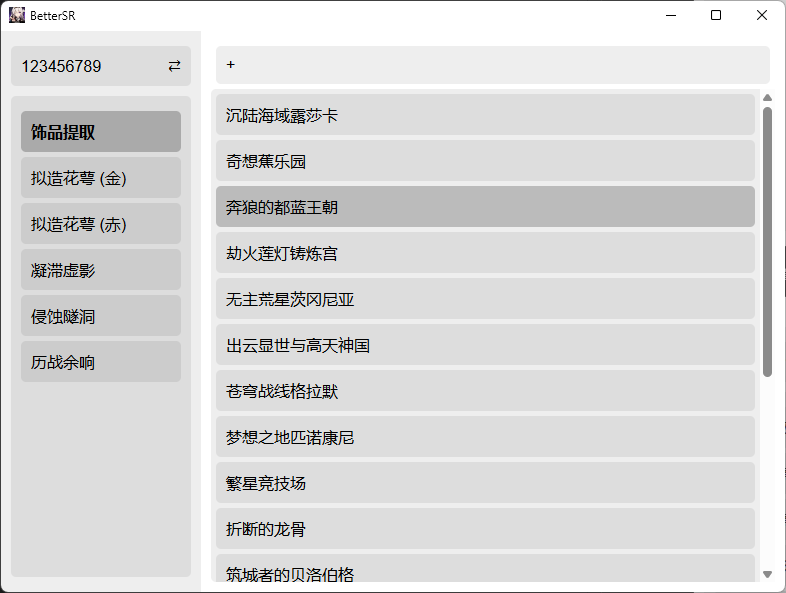 BetterSR
123456789
⇄
饰品提取
拟造花萼 (金)
拟造花萼 (赤)
凝滞虚影
侵蚀隧洞
历战余响
+
沉陆海域露莎卡
奇想蕉乐园
奔狼的都蓝王朝
劫火莲灯铸炼宫
无主荒星茨冈尼亚
出云显世与高天神国
苍穹战线格拉默
梦想之地匹诺康尼
繁星竞技场
折断的龙骨
筑城者的贝洛伯格